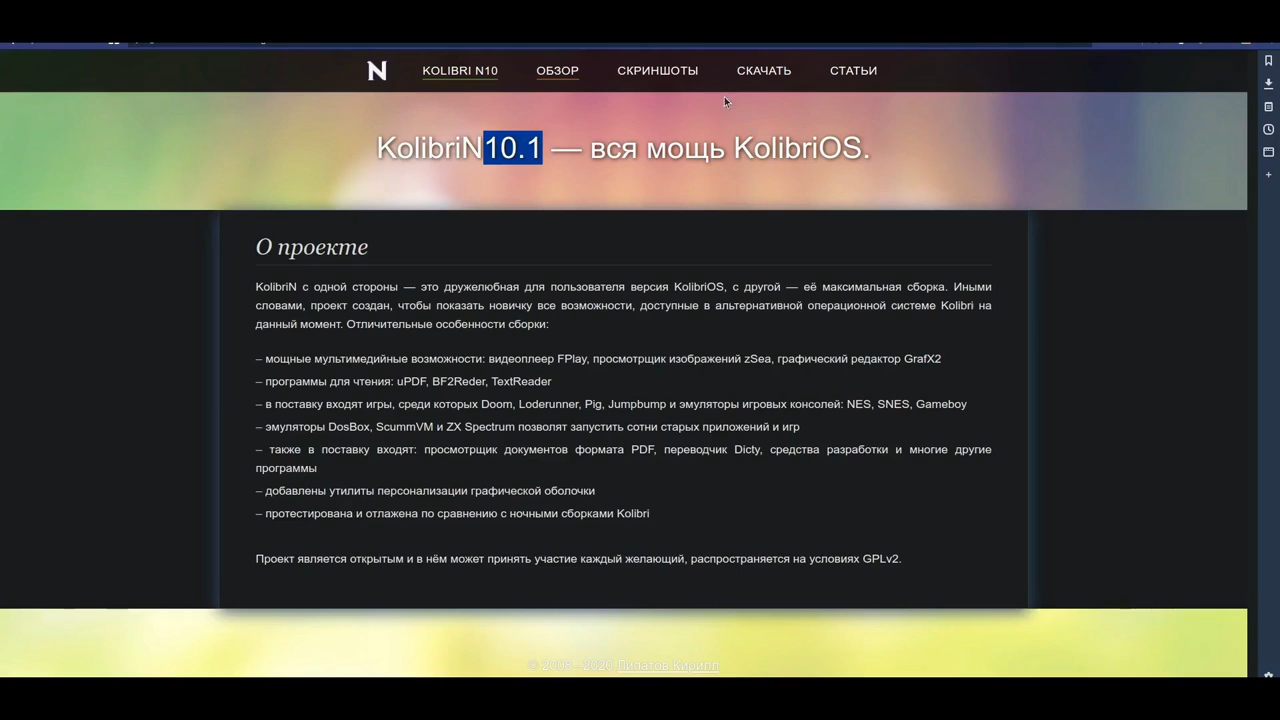 N KOLIBRI N10 ОБЗОР СКРИНШОТЫ СКАЧАТЬ СТАТЬИ
KolibriN10.1 — вся мощь KolibriOS.
О проекте
KolibriN с одной стороны — это дружелюбная для пользователя версия KolibriOS, с другой — её максимальная сборка. Иными
словами, проект создан, чтобы показать новичку все возможности, доступные в альтернативной операционной системе Kolibri на
данный момент. Отличительные особенности сборки:
– мощные мультимедийные возможности: видеоплеер FPlay, просмотрщик изображений zSea, графический редактор GrafX2
– программы для чтения: uPDF, BF2Reder, TextReader
– в поставку входят игры, среди которых Doom, Loderunner, Pig, Jumpbump и эмуляторы игровых консолей: NES, SNES, Gameboy
– эмуляторы DosBox, ScummVM и ZX Spectrum позволят запустить сотни старых приложений и игр
– также в поставку входят: просмотрщик документов формата PDF, переводчик Dicty, средства разработки и многие другие
программы
– добавлены утилиты персонализации графической оболочки
– протестирована и отлажена по сравнению с ночными сборками Kolibri
Проект является открытым и в нём может принять участие каждый желающий, распространяется на условиях GPLv2.
© 2008 - 2020 Липатов Кирилл